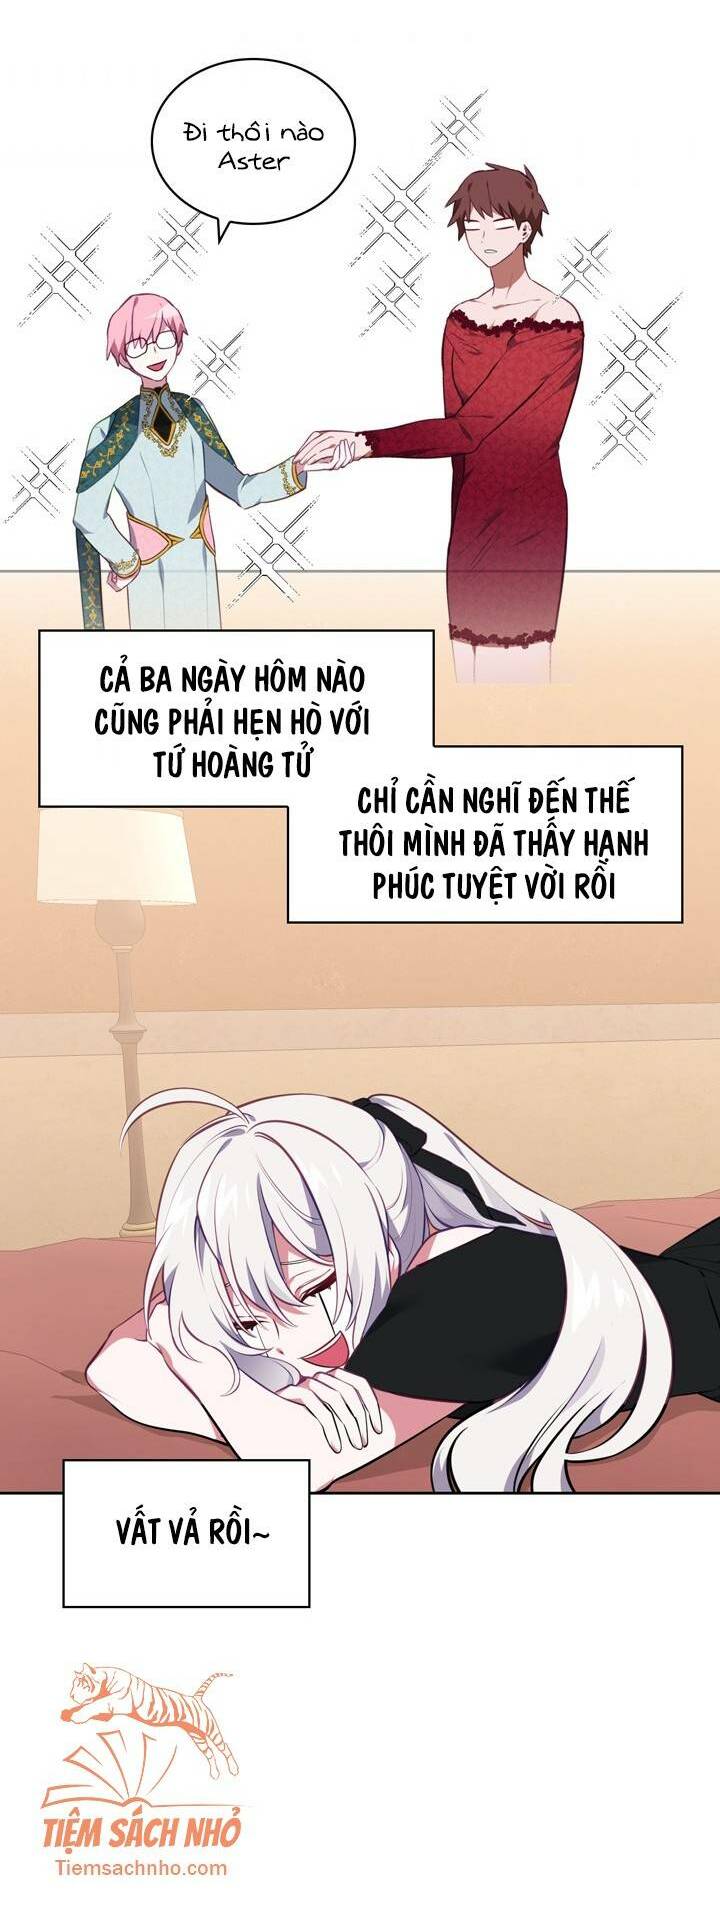 Đi thôi nào
Aster
CẢ BA NGÀY HÔM NÀO
CŨNG PHẢI HẸN HÒ VỚI
TỨ HOÀNG TỬ
CHỈ CẦN NGHĨ ĐẾN THẾ
THÔI MÌNH ĐÃ THẤY HẠNH
PHÚC TUYỆT VỜI RỒI
VẤT VẢ RỒI~
TIỆM SÁCH NHỎ
Tiemsachnho.com